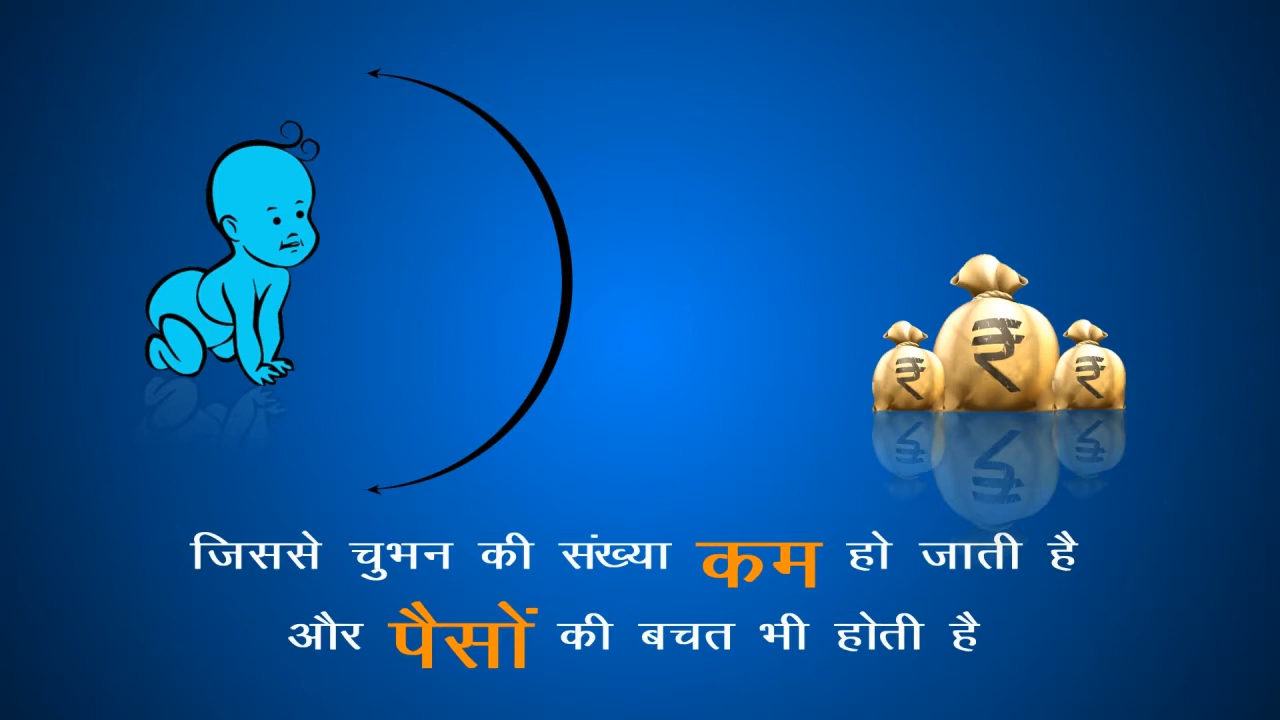 जिससे चुभन की संख्या कम हो जाती है
और पैसों की बचत भी होती है
₹ ₹ ₹